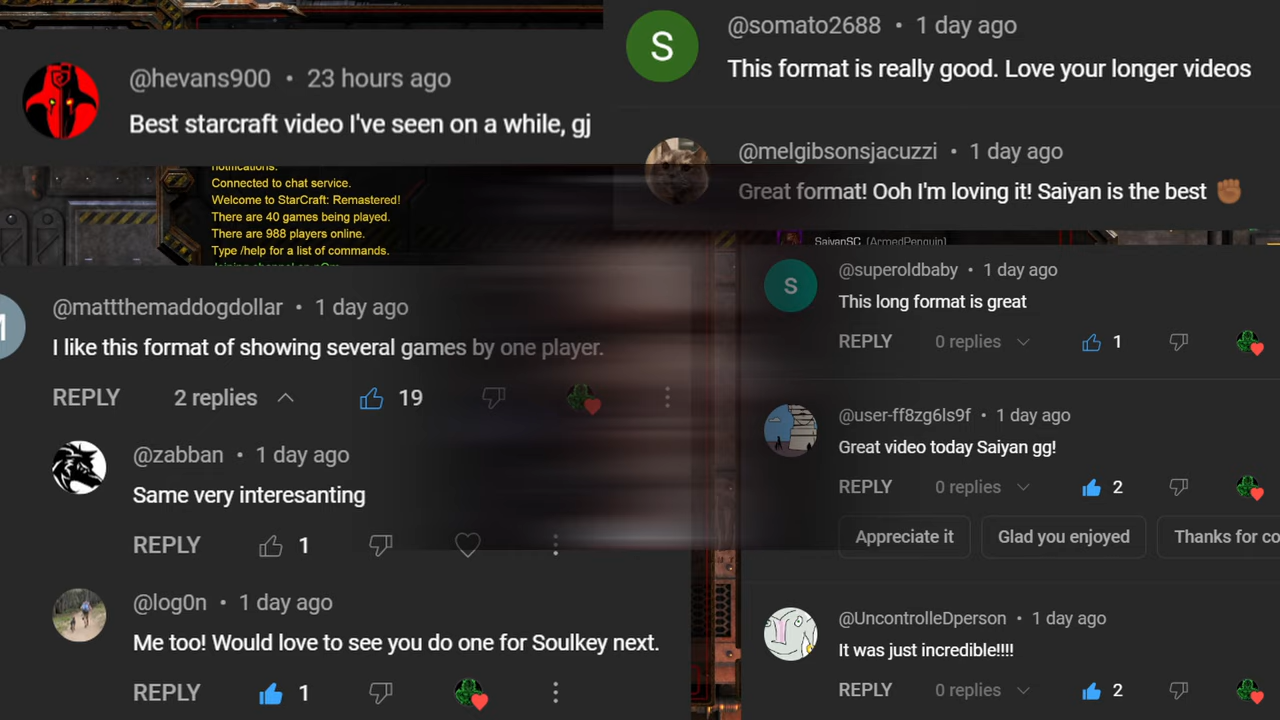 @hevans900 • 23 hours ago
Best starcraft video I've seen on a while, gj
S
@somato2688 • 1 day ago
This format is really good. Love your longer videos
@melgibsonsjacuzzi • 1 day ago
Great format! Ooh I'm loving it! Saiyan is the best ✊🏾
notifications.
Connected to chat service.
Welcome to StarCraft: Remastered!
There are 40 games being played.
There are 988 players online.
Type /help for a list of commands.
SaiyanSC (ArmedPenguin)
@mattthemaddogdollar • 1 day ago
I like this format of showing several games by one player.
REPLY 2 replies 19
@zabban • 1 day ago
Same very interesanting
REPLY 1
@log0n • 1 day ago
Me too! Would love to see you do one for Soulkey next.
REPLY 1
S
@superoldbaby • 1 day ago
This long format is great
REPLY 0 replies 1
@user-ff8zg6ls9f • 1 day ago
Great video today Saiyan gg!
REPLY 0 replies 2
Appreciate it Glad you enjoyed Thanks for co
@UncontrolleDperson • 1 day ago
It was just incredible!!!!
REPLY 0 replies 2